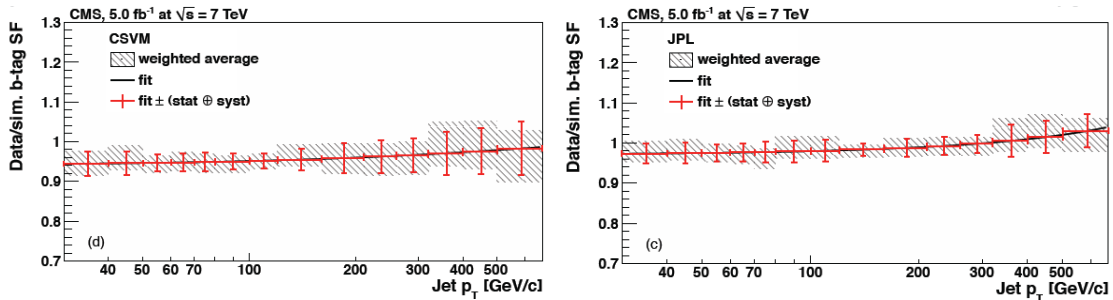 CMS, 5.0 fb⁻¹ at √s = 7 TeV
Data/sim. b-tag SF
CSVM
weighted average
fit
fit ± (stat ⊕ syst)
1.3
1.2
1.1
1
0.9
0.8
0.7
(d)
40 50 60 70 100 200 300 400 500
Jet p_T [GeV/c]
CMS, 5.0 fb⁻¹ at √s = 7 TeV
Data/sim. b-tag SF
JPL
weighted average
fit
fit ± (stat ⊕ syst)
1.3
1.2
1.1
1
0.9
0.8
0.7
(c)
40 50 60 70 100 200 300 400 500
Jet p_T [GeV/c]